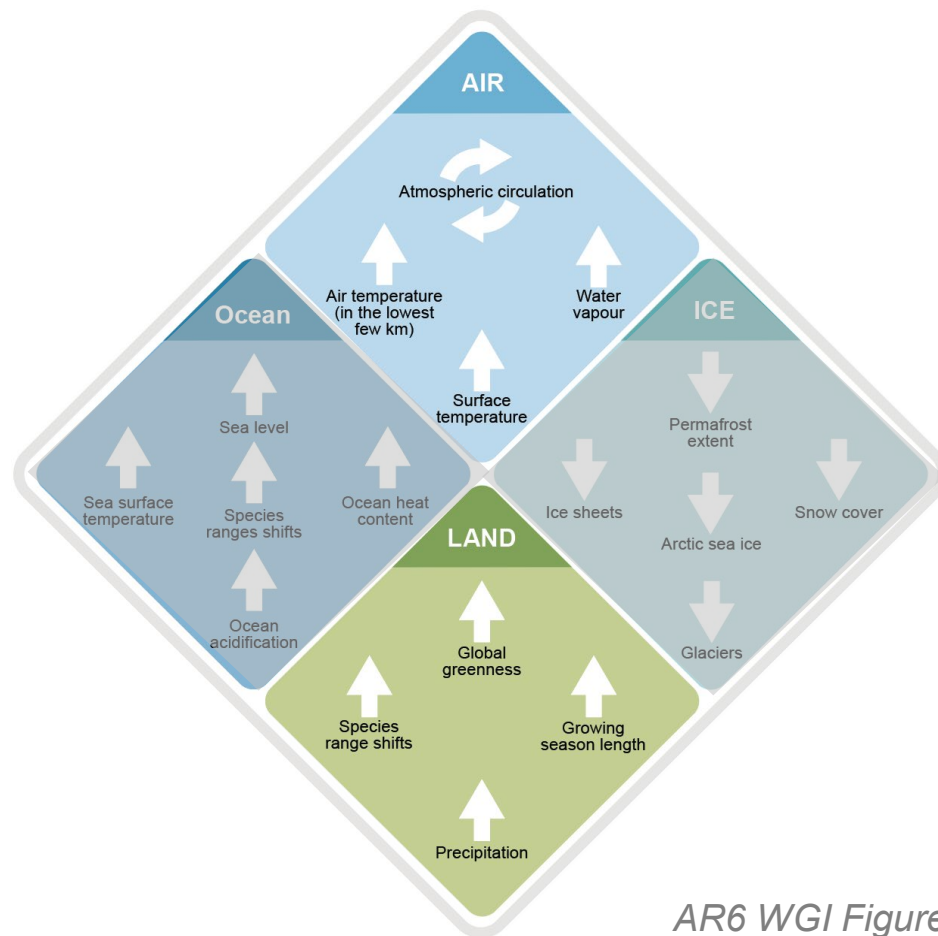 AIR
Atmospheric circulation
Air temperature
(in the lowest
few km)
Water
vapour
Surface
temperature
Ocean
Sea level
Sea surface
temperature
Species
ranges shifts
Ocean heat
content
Ocean
acidification
ICE
Permafrost
extent
Ice sheets
Snow cover
Arctic sea ice
Glaciers
LAND
Global
greenness
Species
range shifts
Growing
season length
Precipitation
AR6 WGI Figure